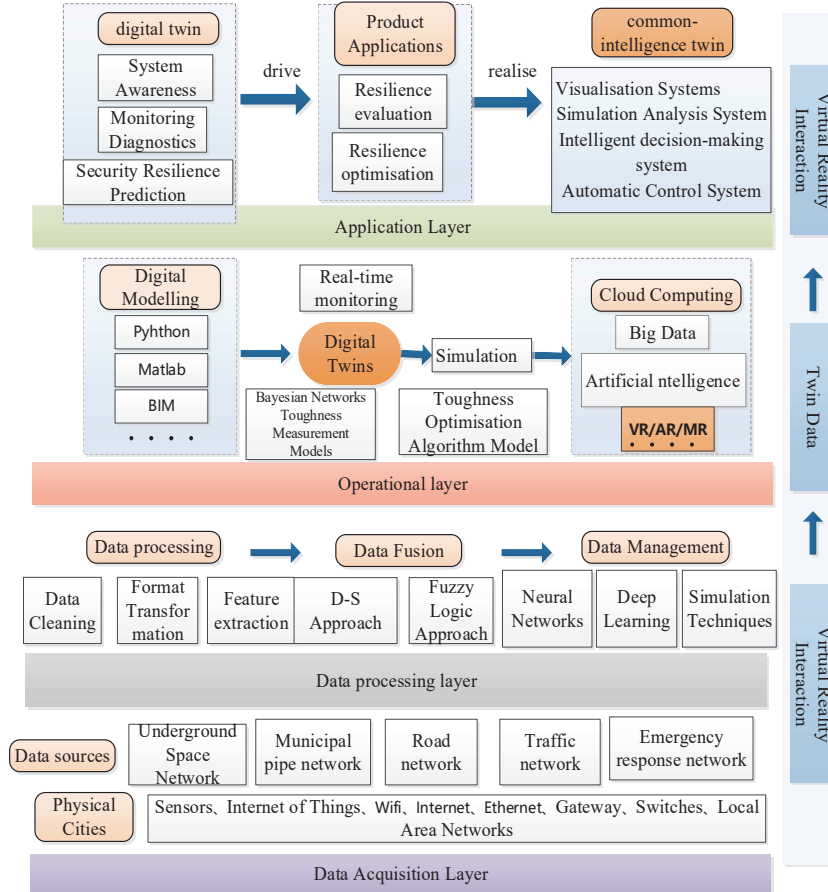 digital twin
System
Awareness
Monitoring
Diagnostics
Security Resilience
Prediction
drive
Product
Applications
Resilience
evaluation
Resilience
optimisation
realise
common-
intelligence twin
Visualisation Systems
Simulation Analysis System
Intelligent decision-making
system
Automatic Control System
Application Layer
Digital
Modelling
Pyhthon
Matlab
BIM
. . . .
Real-time
monitoring
Digital
Twins
Simulation
Bayesian Networks
Toughness
Measurement
Models
Toughness
Optimisation
Algorithm Model
Cloud Computing
Big Data
Artificial ntelligence
VR/AR/MR
. . . .
Operational layer
Data processing
Data Fusion
Data Management
Data
Cleaning
Format
Transfor
mation
Feature
extraction
D-S
Approach
Fuzzy
Logic
Approach
Neural
Networks
Deep
Learning
Simulation
Techniques
Data processing layer
Data sources
Underground
Space
Network
Municipal
pipe network
Road
network
Traffic
network
Emergency
response network
Physical
Cities
Sensors、Internet of Things、Wifi、Internet、Ethernet、Gateway、Switches、Local
Area Networks
Data Acquisition Layer
Virtual Reality
Interaction
Twin Data
Virtual Reality
Interaction